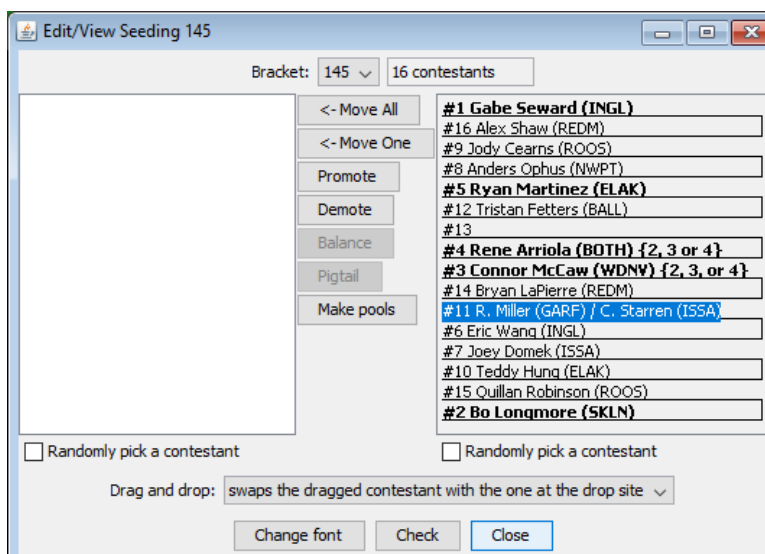 Edit/View Seeding 145
Bracket: 145 16 contestants
<- Move All
<- Move One
Promote
Demote
Balance
Pigtail
Make pools
#1 Gabe Seward (INGL)
#16 Alex Shaw (REDM)
#9 Jody Cearns (ROOS)
#8 Anders Ophus (NWPT)
#5 Ryan Martinez (ELAK)
#12 Tristan Fetters (BALL)
#13
#4 Rene Arriola (BOTH) {2, 3 or 4}
#3 Connor McCaw (WDNV) {2, 3, or 4}
#14 Bryan LaPierre (REDM)
#11 R. Miller (GARF) / C. Starren (ISSA)
#6 Eric Wang (INGL)
#7 Joey Domek (ISSA)
#10 Teddy Hung (ELAK)
#15 Quillan Robinson (ROOS)
#2 Bo Longmore (SKLN)
Randomly pick a contestant
Randomly pick a contestant
Drag and drop: swaps the dragged contestant with the one at the drop site
Change font Check Close